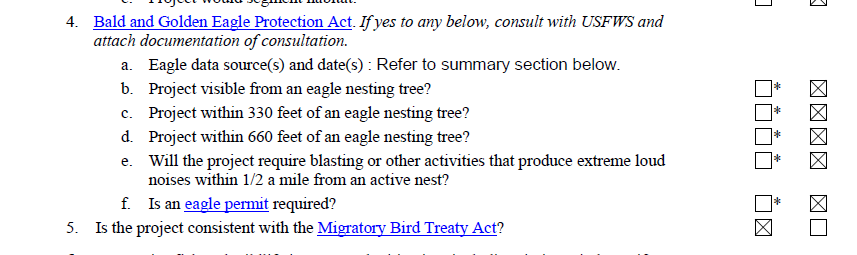 4. Bald and Golden Eagle Protection Act. If yes to any below, consult with USFWS and
attach documentation of consultation.
a. Eagle data source(s) and date(s) : Refer to summary section below.
b. Project visible from an eagle nesting tree? ☐* ☒
c. Project within 330 feet of an eagle nesting tree? ☐* ☒
d. Project within 660 feet of an eagle nesting tree? ☐* ☒
e. Will the project require blasting or other activities that produce extreme loud ☐* ☒
noises within 1/2 a mile from an active nest?
f. Is an eagle permit required? ☐* ☒
5. Is the project consistent with the Migratory Bird Treaty Act? ☒ ☐